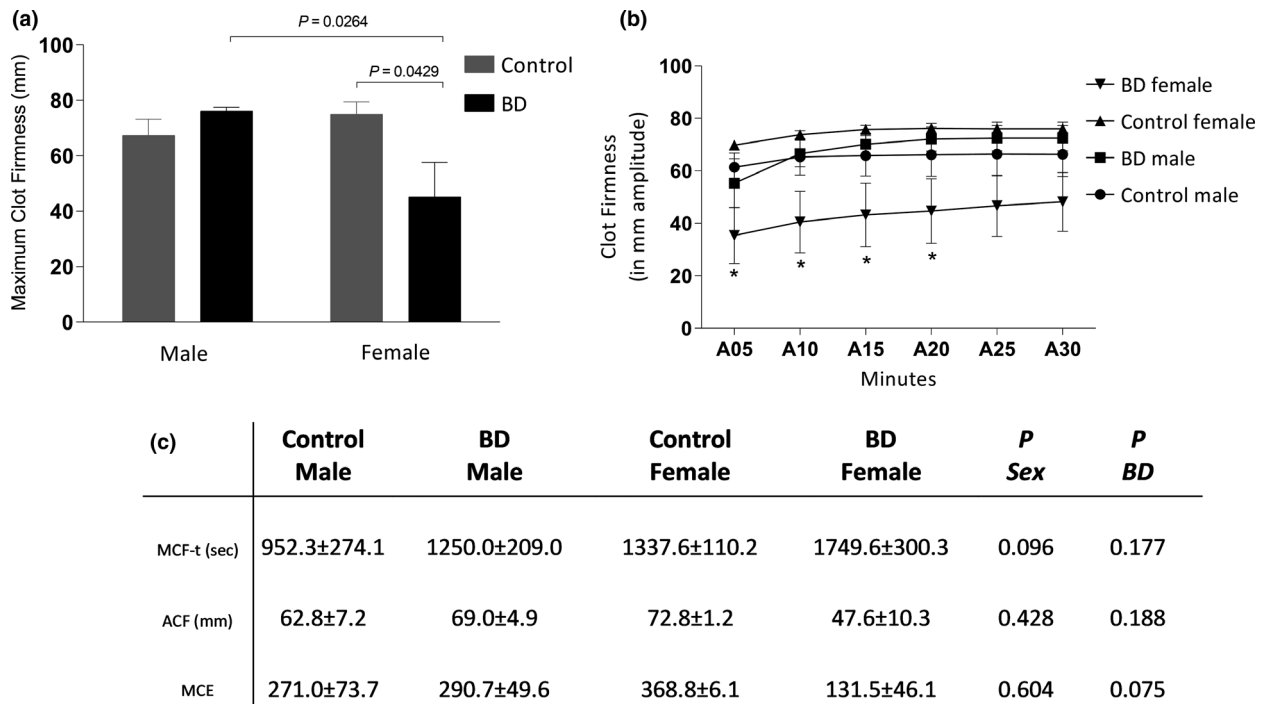 (a)
P = 0.0264
P = 0.0429
Control
BD
Maximum Clot Firmness (mm)
100
80
60
40
20
0
Male
Female
(b)
Clot Firmness
(in mm amplitude)
100
80
60
40
20
0
* * * *
A05 A10 A15 A20 A25 A30
Minutes
BD female
Control female
BD male
Control male
(c)
Control Male BD Male Control Female BD Female P Sex P BD
MCF-t (sec) 952.3±274.1 1250.0±209.0 1337.6±110.2 1749.6±300.3 0.096 0.177
ACF (mm) 62.8±7.2 69.0±4.9 72.8±1.2 47.6±10.3 0.428 0.188
MCE 271.0±73.7 290.7±49.6 368.8±6.1 131.5±46.1 0.604 0.075